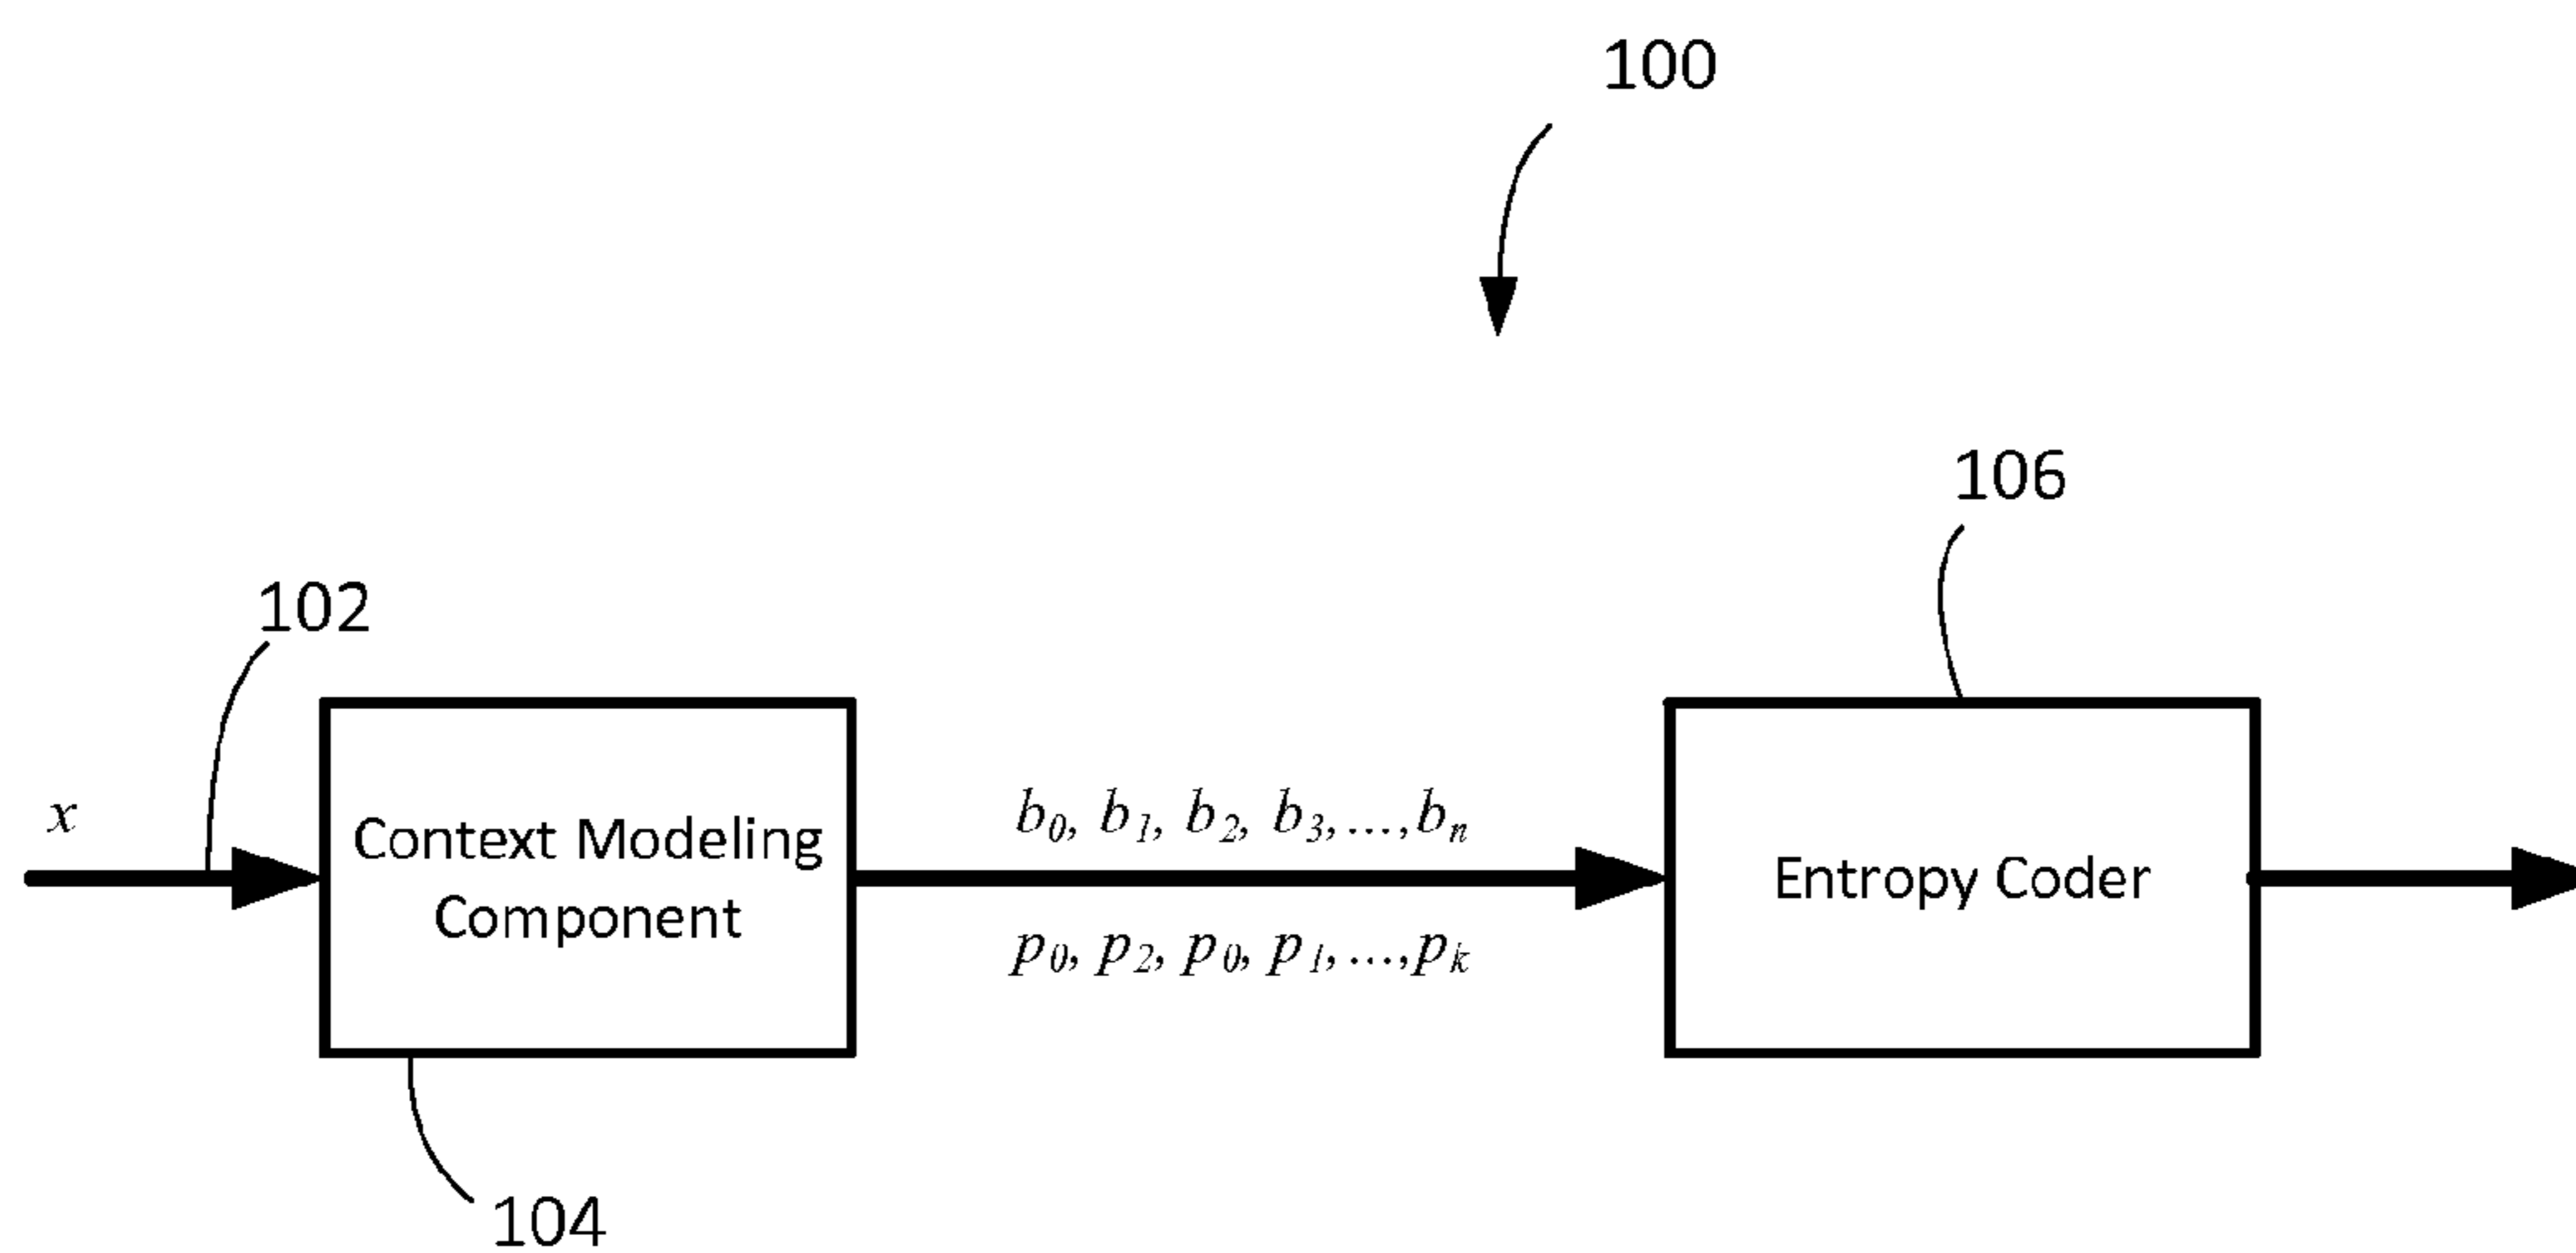 100
106
102
x
b0, b1, b2, b3,...,bn
Context Modeling
Component
Entropy Coder
p0, p2, p0, p1,...,pk
104